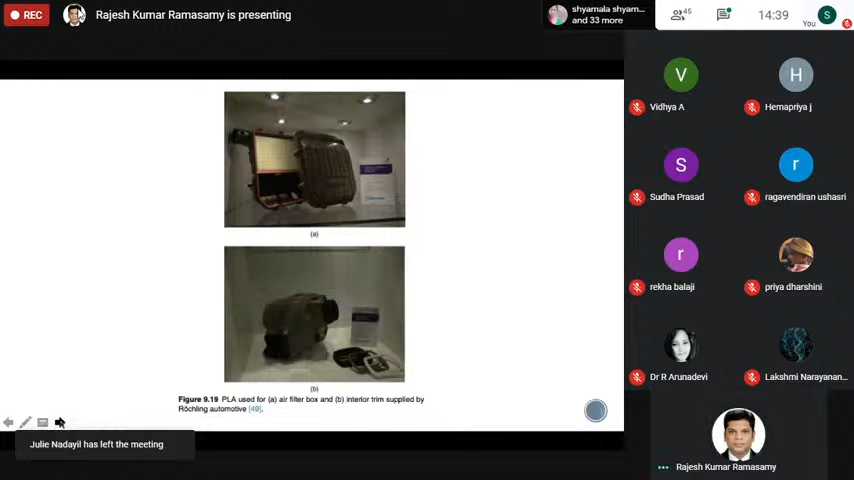 REC
Rajesh Kumar Ramasamy is presenting
shyamala shyam...
and 33 more
45
14:39
You
S
V
Vidhya A
H
Hemapriya j
S
Sudha Prasad
r
ragavendiran ushasri
r
rekha balaji
priya dharshini
Dr R Arunadevi
Lakshmi Narayanan...
Rajesh Kumar Ramasamy
(a)
(b)
Figure 9.19 PLA used for (a) air filter box and (b) interior trim supplied by
Röchling automotive [49].
Julie Nadayil has left the meeting